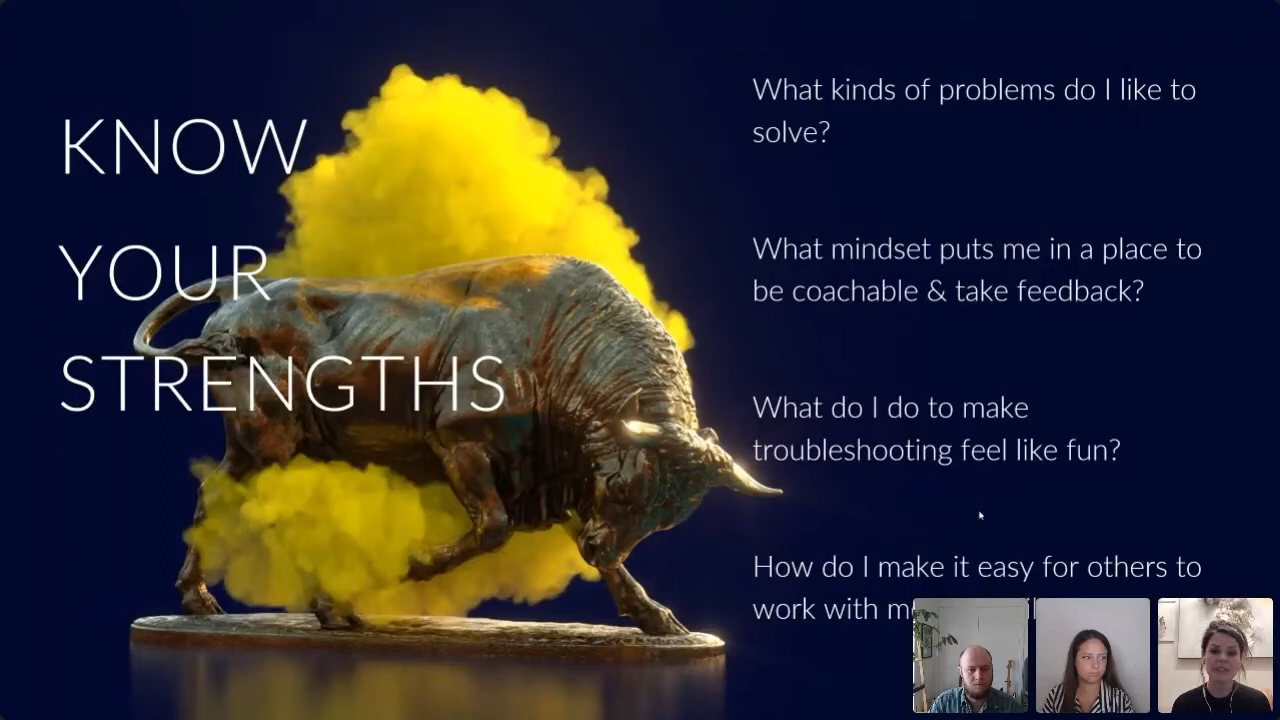 KNOW
YOUR
STRENGTHS
What kinds of problems do I like to
solve?
What mindset puts me in a place to
be coachable & take feedback?
What do I do to make
troubleshooting feel like fun?
How do I make it easy for others to
work with